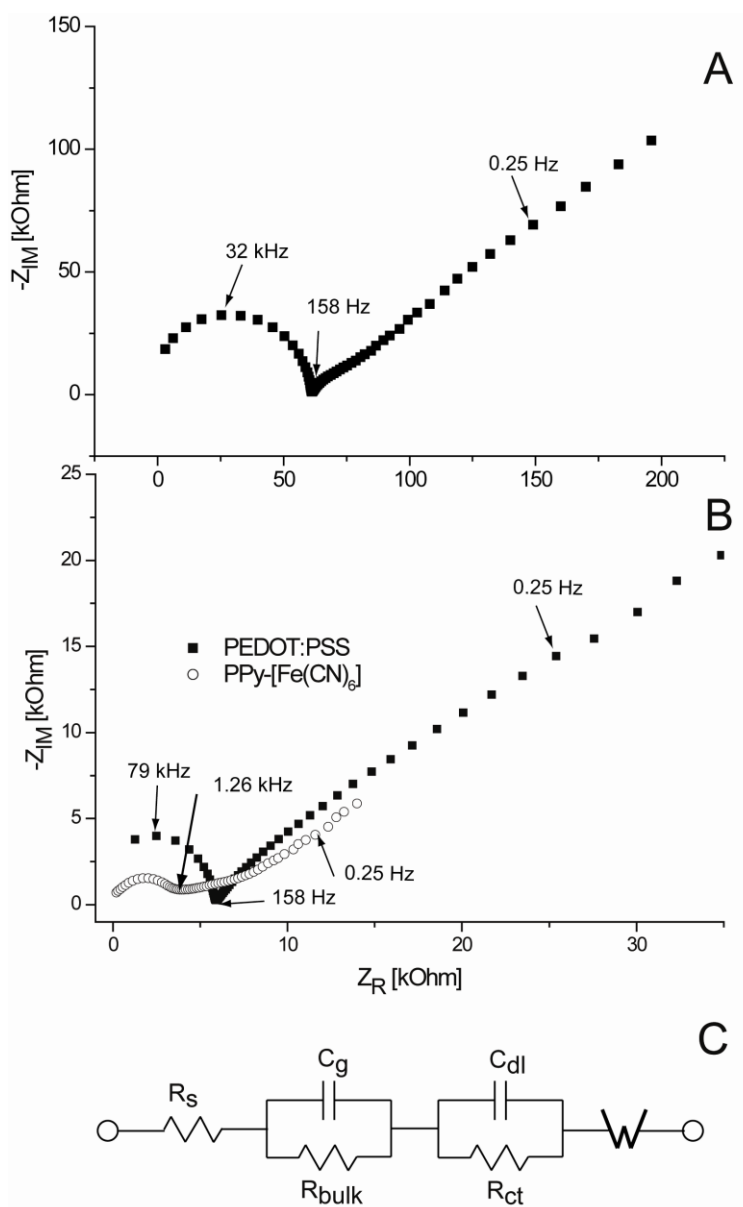 150
A
100
0.25 Hz
-Z_IM [kOhm]
32 kHz
50
158 Hz
0
0 50 100 150 200
25
B
20
0.25 Hz
PEDOT:PSS
15
PPy-[Fe(CN)₆]
-Z_IM [kOhm]
10
79 kHz
1.26 kHz
5
0.25 Hz
158 Hz
0
0 10 20 30
Z_R [kOhm]
C
C_g C_dl
R_s
W
R_bulk R_ct